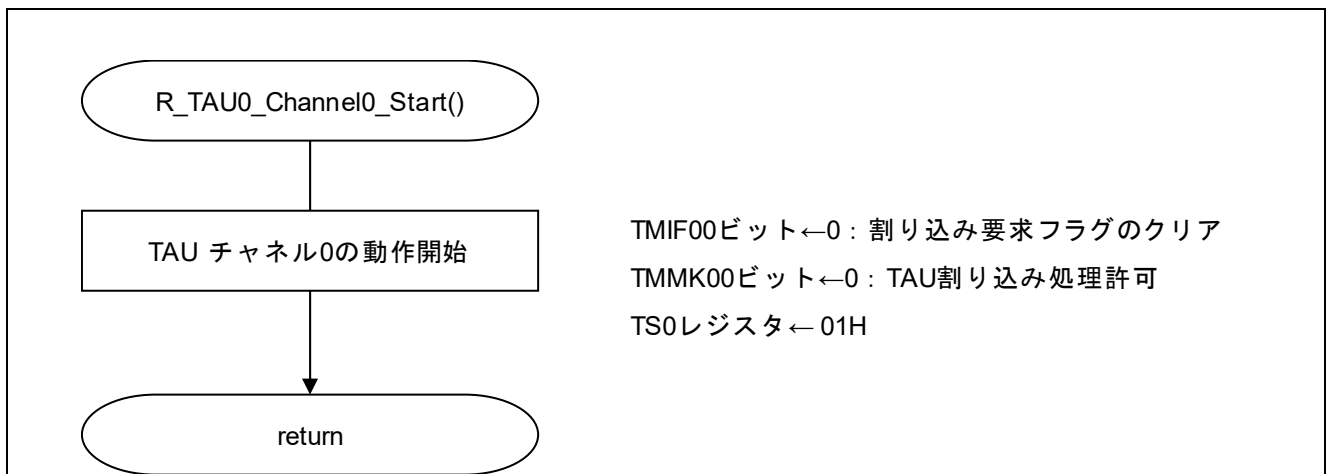 R_TAU0_Channel0_Start()
TAU チャネル0の動作開始
TMIF00ビット←0：割り込み要求フラグのクリア
TMMK00ビット←0：TAU割り込み処理許可
TS0レジスタ← 01H
return